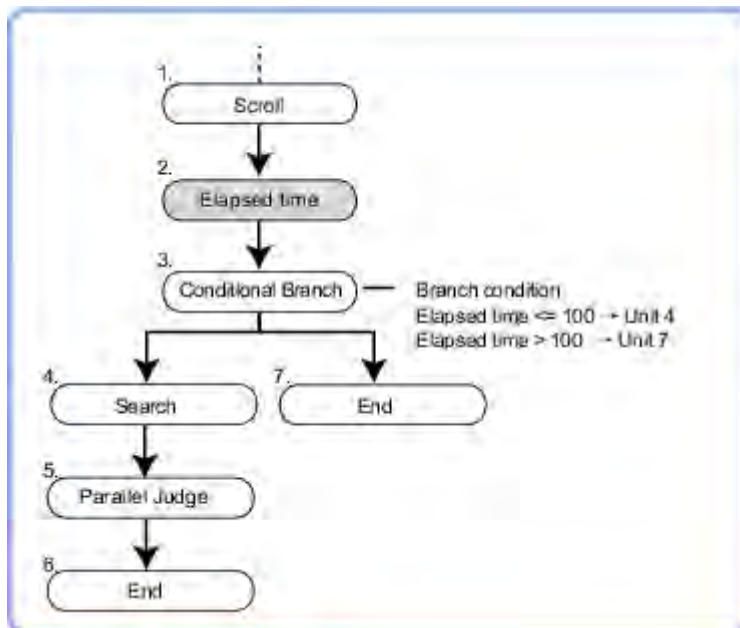 1.
Scroll
2.
Elapsed time
3.
Conditional Branch
Branch condition
Elapsed time <= 100 → Unit 4
Elapsed time > 100 → Unit 7
4.
Search
7.
End
5.
Parallel Judge
6.
End